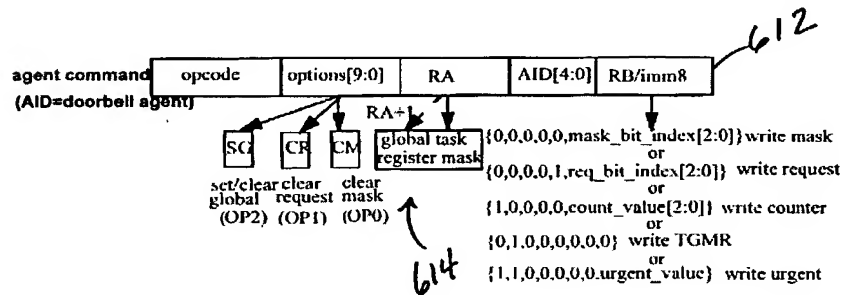 612
agent command opcode options[9:0] RA AID[4:0] RB/imm8
(AID=doorbell agent)
RA+1
SG CR CM global task register mask
set/clear global (OP2) clear request (OP1) clear mask (OP0)
{0,0,0,0,0,mask_bit_index[2:0]} write mask
or
{0,0,0,0,1,req_bit_index[2:0]} write request
or
{1,0,0,0,0,count_value[2:0]} write counter
or
{0,1,0,0,0,0,0,0} write TGMR
or
{1,1,0,0,0,0,0.urgent_value} write urgent
614